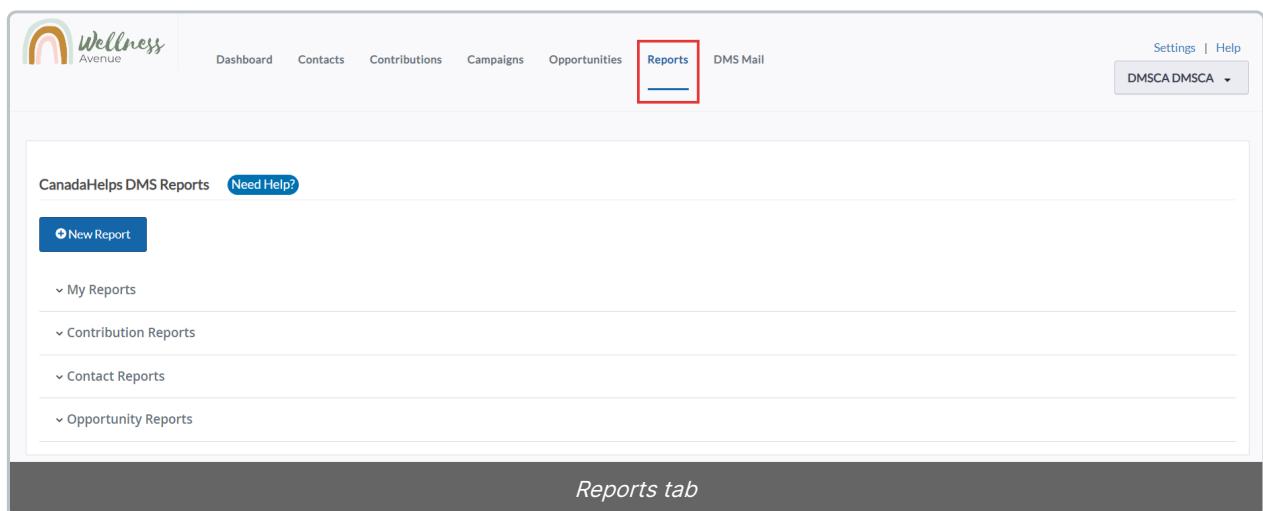 Wellness
Avenue
Dashboard Contacts Contributions Campaigns Opportunities Reports DMS Mail
Settings | Help
DMSCA DMSCA
CanadaHelps DMS Reports Need Help?
New Report
My Reports
Contribution Reports
Contact Reports
Opportunity Reports
Reports tab